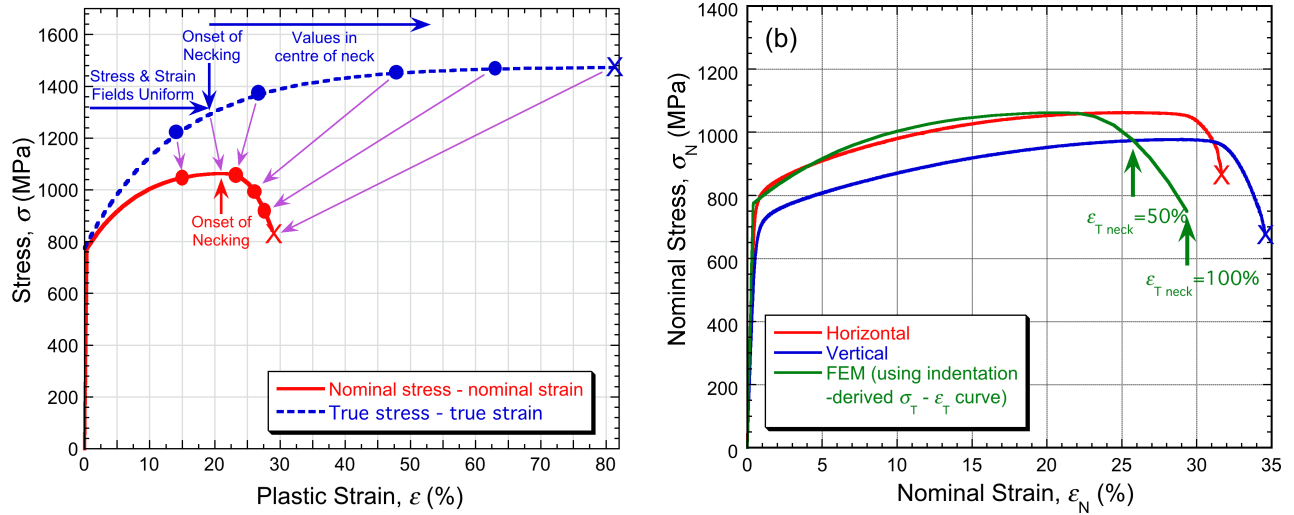 1600
1400
1200
1000
800
600
400
200
0
0
10
20
30
40
50
60
70
80
Stress, σ (MPa)
Plastic Strain, ε (%)
Onset of
Necking
Values in
centre of neck
Stress & Strain
Fields Uniform
X
Onset of
Necking
X
Nominal stress - nominal strain
True stress - true strain
(b)
1400
1200
1000
800
600
400
200
0
0
5
10
15
20
25
30
35
Nominal Stress, σN (MPa)
Nominal Strain, εN (%)
X
X
εT neck=50%
εT neck=100%
Horizontal
Vertical
FEM (using indentation
-derived σT - εT curve)